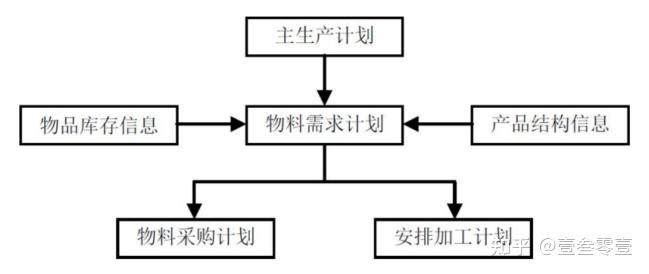 主生产计划
物品库存信息
物料需求计划
产品结构信息
物料采购计划
安排加工计划
知乎 @壹叁零壹